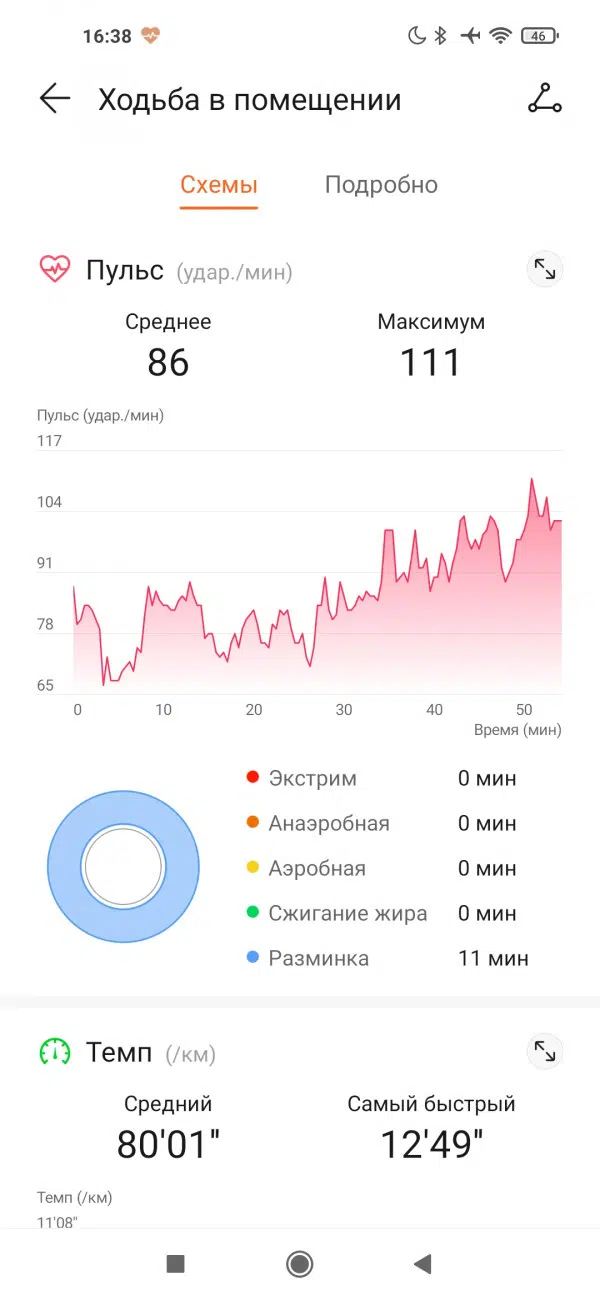 16:38 46
Ходьба в помещении
Схемы Подробно
Пульс (удар./мин)
Среднее Максимум
86 111
Пульс (удар./мин)
117
104
91
78
65
0 10 20 30 40 50
Время (мин)
Экстрим 0 мин
Анаэробная 0 мин
Аэробная 0 мин
Сжигание жира 0 мин
Разминка 11 мин
Темп (/км)
Средний Самый быстрый
80'01" 12'49"
Темп (/км)
11'08"